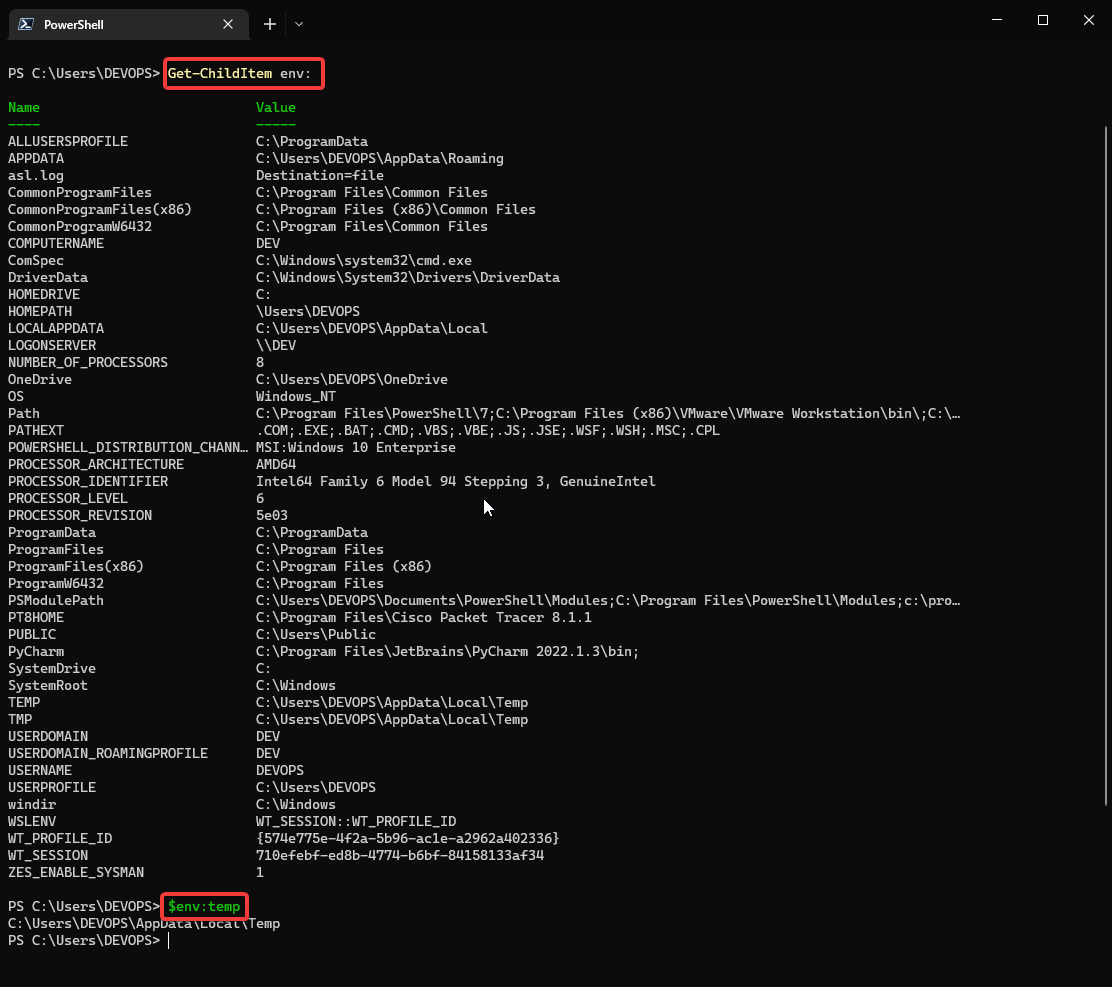 PowerShell
PS C:\Users\DEVOPS> Get-ChildItem env:
Name                           Value
----                           -----
ALLUSERSPROFILE                C:\ProgramData
APPDATA                        C:\Users\DEVOPS\AppData\Roaming
asl.log                        Destination=file
CommonProgramFiles             C:\Program Files\Common Files
CommonProgramFiles(x86)        C:\Program Files (x86)\Common Files
CommonProgramW6432             C:\Program Files\Common Files
COMPUTERNAME                   DEV
ComSpec                        C:\Windows\system32\cmd.exe
DriverData                     C:\Windows\System32\Drivers\DriverData
HOMEDRIVE                      C:
HOMEPATH                       \Users\DEVOPS
LOCALAPPDATA                   C:\Users\DEVOPS\AppData\Local
LOGONSERVER                    \\DEV
NUMBER_OF_PROCESSORS           8
OneDrive                       C:\Users\DEVOPS\OneDrive
OS                             Windows_NT
Path                           C:\Program Files\PowerShell\7;C:\Program Files (x86)\VMware\VMware Workstation\bin\;C:\…
PATHEXT                        .COM;.EXE;.BAT;.CMD;.VBS;.VBE;.JS;.JSE;.WSF;.WSH;.MSC;.CPL
POWERSHELL_DISTRIBUTION_CHANN… MSI:Windows 10 Enterprise
PROCESSOR_ARCHITECTURE         AMD64
PROCESSOR_IDENTIFIER           Intel64 Family 6 Model 94 Stepping 3, GenuineIntel
PROCESSOR_LEVEL                6
PROCESSOR_REVISION             5e03
ProgramData                    C:\ProgramData
ProgramFiles                   C:\Program Files
ProgramFiles(x86)              C:\Program Files (x86)
ProgramW6432                   C:\Program Files
PSModulePath                   C:\Users\DEVOPS\Documents\PowerShell\Modules;C:\Program Files\PowerShell\Modules;c:\pro…
PT8HOME                        C:\Program Files\Cisco Packet Tracer 8.1.1
PUBLIC                         C:\Users\Public
PyCharm                        C:\Program Files\JetBrains\PyCharm 2022.1.3\bin;
SystemDrive                    C:
SystemRoot                     C:\Windows
TEMP                           C:\Users\DEVOPS\AppData\Local\Temp
TMP                            C:\Users\DEVOPS\AppData\Local\Temp
USERDOMAIN                     DEV
USERDOMAIN_ROAMINGPROFILE      DEV
USERNAME                       DEVOPS
USERPROFILE                    C:\Users\DEVOPS
windir                         C:\Windows
WSLENV                         WT_SESSION::WT_PROFILE_ID
WT_PROFILE_ID                  {574e775e-4f2a-5b96-ac1e-a2962a402336}
WT_SESSION                     710efebf-ed8b-4774-b6bf-84158133af34
ZES_ENABLE_SYSMAN              1
PS C:\Users\DEVOPS> $env:temp
C:\Users\DEVOPS\AppData\Local\Temp
PS C:\Users\DEVOPS>